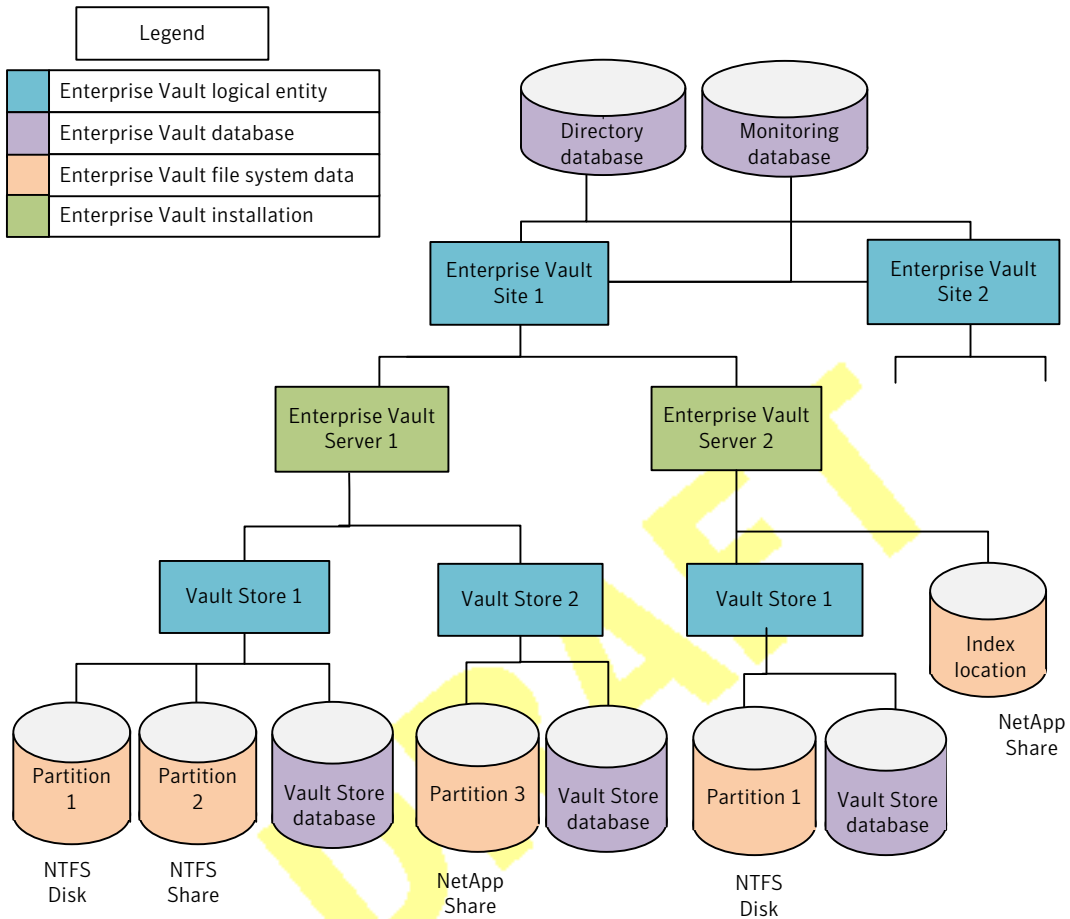 Legend
Enterprise Vault logical entity
Enterprise Vault database
Enterprise Vault file system data
Enterprise Vault installation
Directory
database
Monitoring
database
Enterprise Vault
Site 1
Enterprise Vault
Site 2
Enterprise Vault
Server 1
Enterprise Vault
Server 2
Vault Store 1
Vault Store 2
Vault Store 1
Index
location
NetApp
Share
Partition
1
Partition
2
Vault Store
database
Partition 3
Vault Store
database
Partition 1
Vault Store
database
NTFS
Disk
NTFS
Share
NetApp
Share
NTFS
Disk
DRAFT